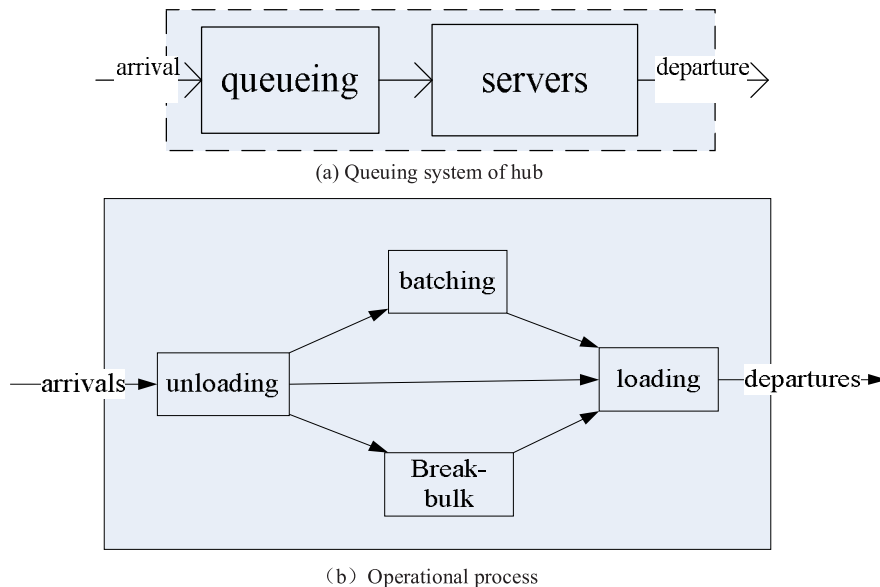 arrival
queueing
servers
departure
(a) Queuing system of hub
batching
arrivals
unloading
loading
departures
Break-
bulk
（b）Operational process